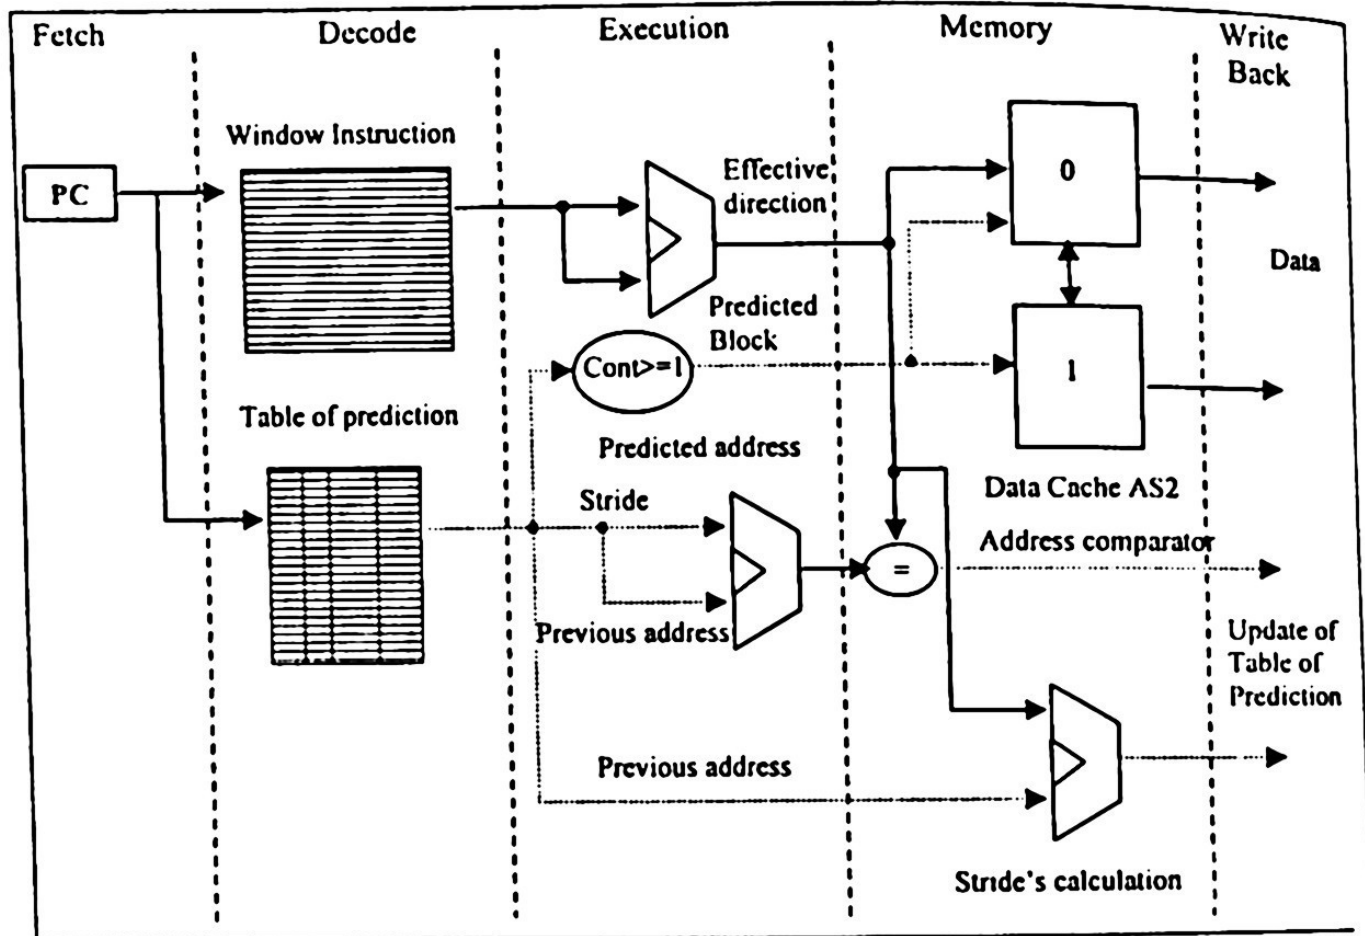 Fetch
Decode
Execution
Memory
Write
Back
Window Instruction
PC
Effective
direction
0
Data
Predicted
Block
Cont>=1
1
Table of prediction
Predicted address
Data Cache AS2
Stride
Address comparator
=
Previous address
Update of
Table of
Prediction
Previous address
Stride's calculation